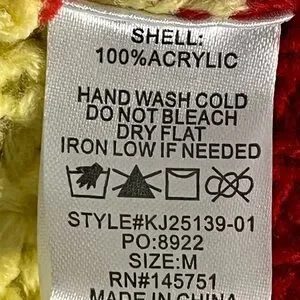 SHELL:
100%ACRYLIC
HAND WASH COLD
DO NOT BLEACH
DRY FLAT
IRON LOW IF NEEDED
STYLE#KJ25139-01
PO:8922
SIZE:M
RN#145751
MADE IN CHINA